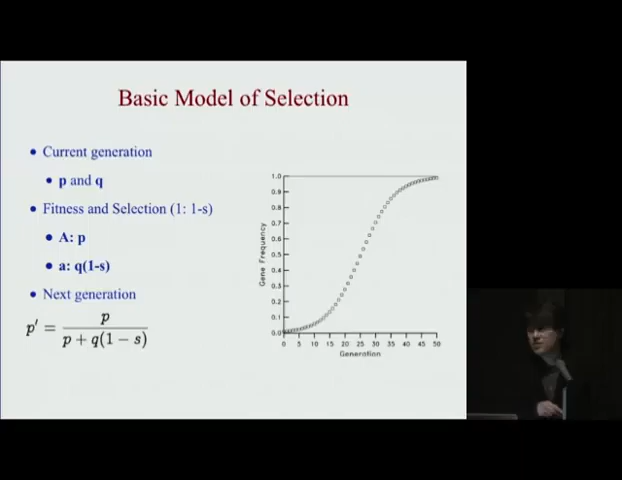 Basic Model of Selection
• Current generation
• p and q
• Fitness and Selection (1: 1-s)
• A: p
• a: q(1-s)
• Next generation
p′ = p / (p + q(1 − s))
Gene Frequency
1.0
0.9
0.8
0.7
0.6
0.5
0.4
0.3
0.2
0.1
0.0
0 5 10 15 20 25 30 35 40 45 50
Generation